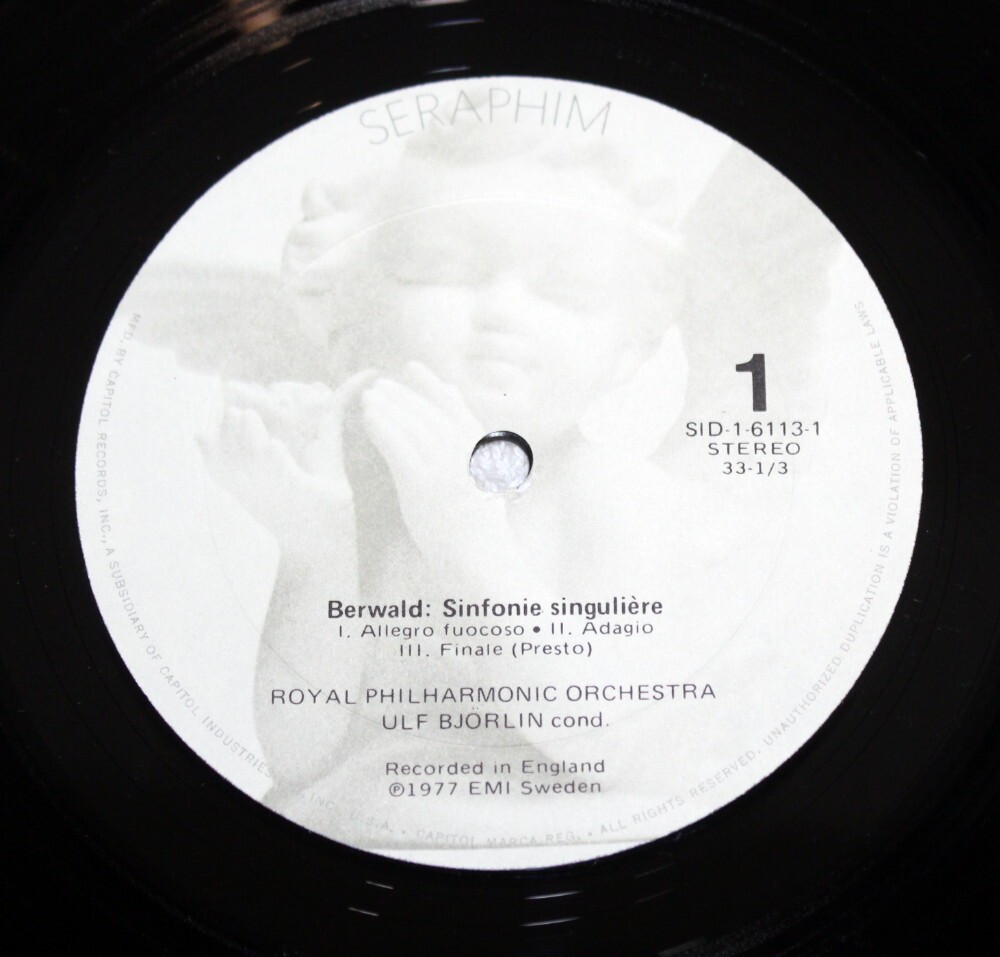 SERAPHIM
1
SID-1-6113-1
STEREO
33-1/3
Berwald: Sinfonie singulière
I. Allegro fuocoso • II. Adagio
III. Finale (Presto)
ROYAL PHILHARMONIC ORCHESTRA
ULF BJÖRLIN cond.
Recorded in England
℗1977 EMI Sweden
MFD. BY CAPITOL RECORDS, INC., A SUBSIDIARY OF CAPITOL INDUSTRIES, INC., U.S.A. • CAPITOL MARCA REG. • ALL RIGHTS RESERVED. UNAUTHORIZED DUPLICATION IS A VIOLATION OF APPLICABLE LAWS